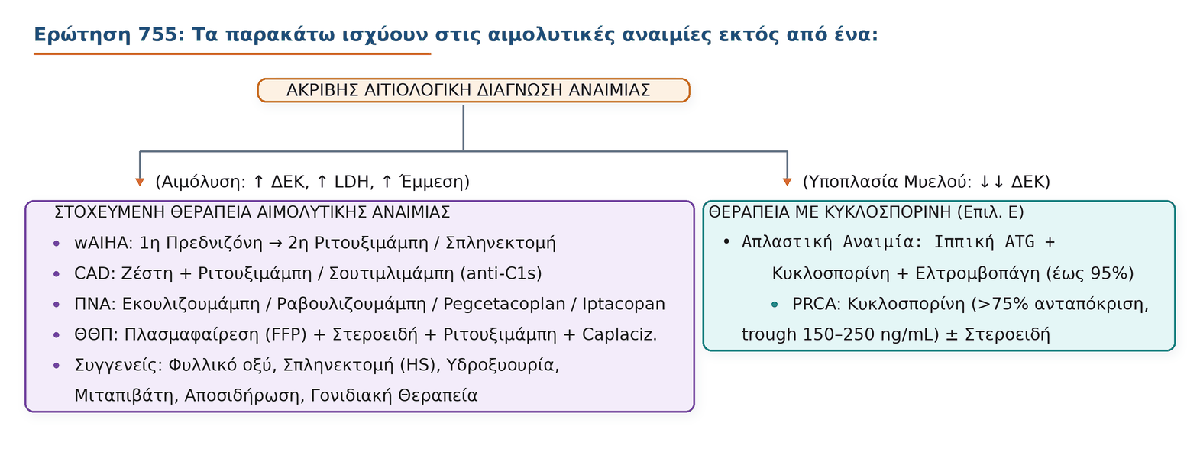 Ερώτηση 755: Τα παρακάτω ισχύουν στις αιμολυτικές αναιμίες εκτός από ένα:
ΑΚΡΙΒΗΣ ΑΙΤΙΟΛΟΓΙΚΗ ΔΙΑΓΝΩΣΗ ΑΝΑΙΜΙΑΣ
(Αιμόλυση: ↑ ΔΕΚ, ↑ LDH, ↑ Έμμεση)
ΣΤΟΧΕΥΜΕΝΗ ΘΕΡΑΠΕΙΑ ΑΙΜΟΛΥΤΙΚΗΣ ΑΝΑΙΜΙΑΣ
• wAIHA: 1η Πρεδνιζόνη → 2η Ριτουξιμάμπη / Σπληνεκτομή
• CAD: Ζέστη + Ριτουξιμάμπη / Σουτιμλιμάμπη (anti-C1s)
• ΠΝΑ: Εκουλιζουμάμπη / Ραβουλιζουμάμπη / Pegcetacoplan / Iptacopan
• ΘΘΠ: Πλασμαφαίρεση (FFP) + Στεροειδή + Ριτουξιμάμπη + Caplaciz.
• Συγγενείς: Φυλλικό οξύ, Σπληνεκτομή (HS), Υδροξυουρία,
Μιταπιβάτη, Αποσιδήρωση, Γονιδιακή Θεραπεία
(Υποπλασία Μυελού: ↓↓ ΔΕΚ)
ΘΕΡΑΠΕΙΑ ΜΕ ΚΥΚΛΟΣΠΟΡΙΝΗ (Επιλ. Ε)
• Απλαστική Αναιμία: Ιππική ATG +
Κυκλοσπορίνη + Ελτρομβοπάγη (έως 95%)
• PRCA: Κυκλοσπορίνη (>75% ανταπόκριση,
trough 150–250 ng/mL) ± Στεροειδή